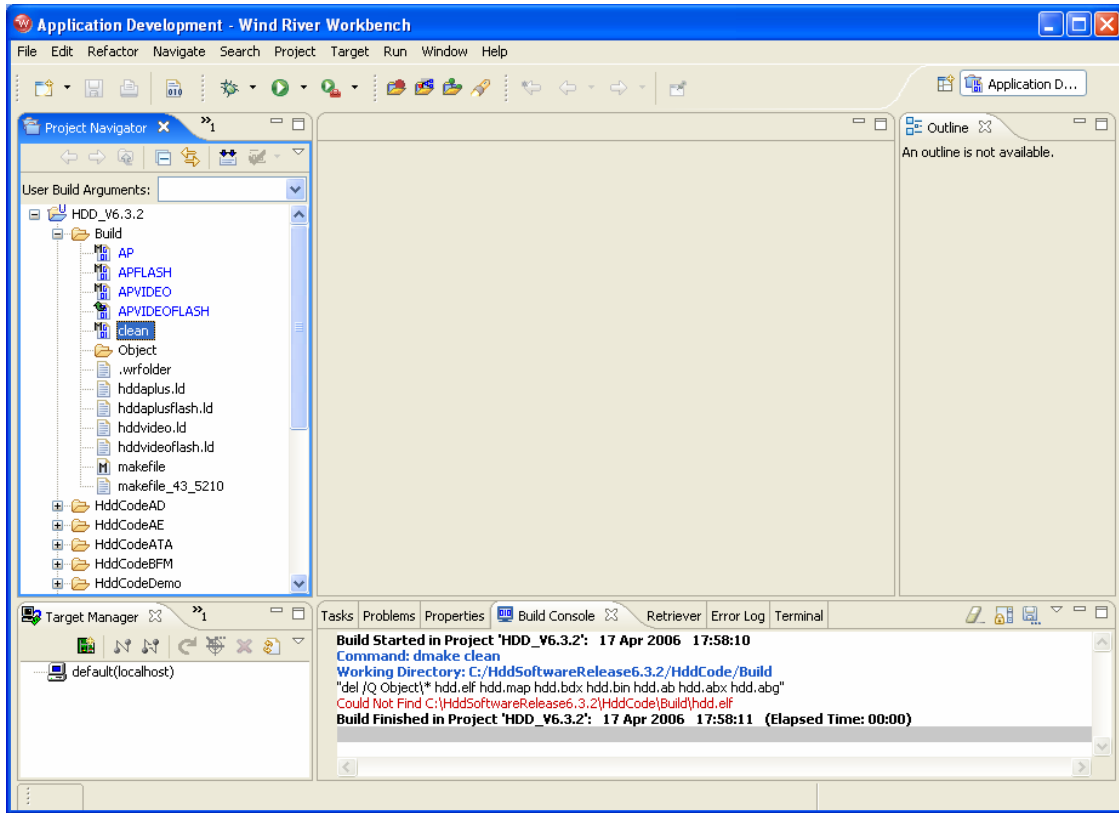 Application Development - Wind River Workbench
File Edit Refactor Navigate Search Project Target Run Window Help
Application D...
Project Navigator
»1
User Build Arguments:
HDD_V6.3.2
Build
AP
APFLASH
APVIDEO
APVIDEOFLASH
clean
Object
.wrfolder
hddaplus.ld
hddaplusflash.ld
hddvideo.ld
hddvideoflash.ld
makefile
makefile_43_5210
HddCodeAD
HddCodeAE
HddCodeATA
HddCodeBFM
HddCodeDemo
Outline
An outline is not available.
Target Manager
»1
default(localhost)
Tasks Problems Properties Build Console Retriever Error Log Terminal
Build Started in Project 'HDD_V6.3.2': 17 Apr 2006 17:58:10
Command: dmake clean
Working Directory: C:/HddSoftwareRelease6.3.2/HddCode/Build
"del /Q Object\* hdd.elf hdd.map hdd.bdx hdd.bin hdd.ab hdd.abx hdd.abg"
Could Not Find C:\HddSoftwareRelease6.3.2\HddCode\Build\hdd.elf
Build Finished in Project 'HDD_V6.3.2': 17 Apr 2006 17:58:11 (Elapsed Time: 00:00)